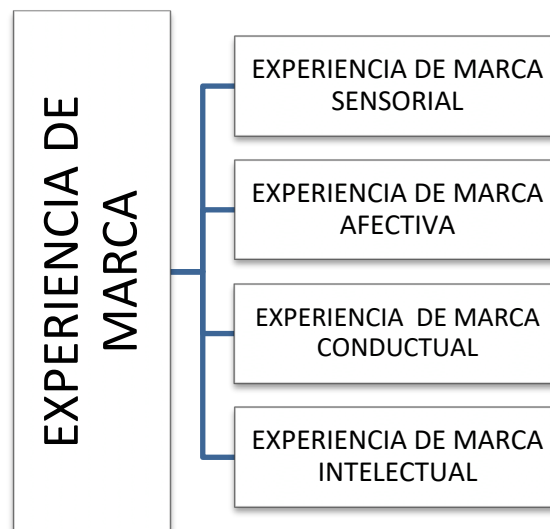 EXPERIENCIA DE
MARCA
EXPERIENCIA DE MARCA
SENSORIAL
EXPERIENCIA DE MARCA
AFECTIVA
EXPERIENCIA DE MARCA
CONDUCTUAL
EXPERIENCIA DE MARCA
INTELECTUAL